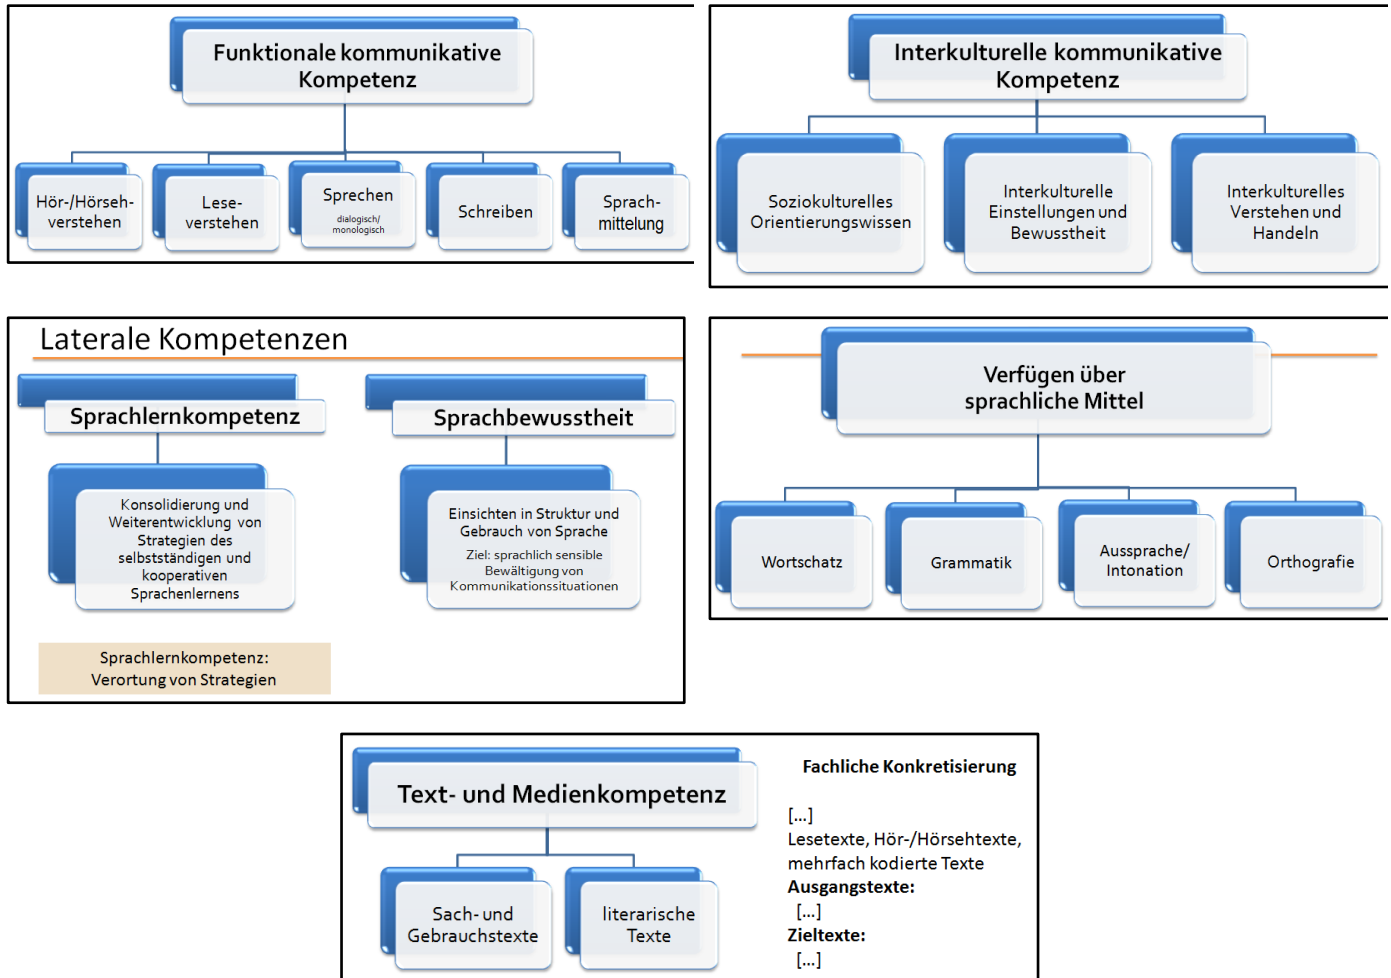 Funktionale kommunikative
Kompetenz
Hör-/Hörseh-
verstehen
Lese-
verstehen
Sprechen
dialogisch/
monologisch
Schreiben
Sprach-
mittelung
Interkulturelle kommunikative
Kompetenz
Soziokulturelles
Orientierungswissen
Interkulturelle
Einstellungen und
Bewusstheit
Interkulturelles
Verstehen und
Handeln
Laterale Kompetenzen
Sprachlernkompetenz
Konsolidierung und
Weiterentwicklung von
Strategien des
selbstständigen und
kooperativen
Sprachenlernens
Sprachbewusstheit
Einsichten in Struktur und
Gebrauch von Sprache
Ziel: sprachlich sensible
Bewältigung von
Kommunikationssituationen
Sprachlernkompetenz:
Verortung von Strategien
Verfügen über
sprachliche Mittel
Wortschatz
Grammatik
Aussprache/
Intonation
Orthografie
Text- und Medienkompetenz
Sach- und
Gebrauchstexte
literarische
Texte
Fachliche Konkretisierung
[...]
Lesetexte, Hör-/Hörsehtexte,
mehrfach kodierte Texte
Ausgangstexte:
[...]
Zieltexte:
[...]